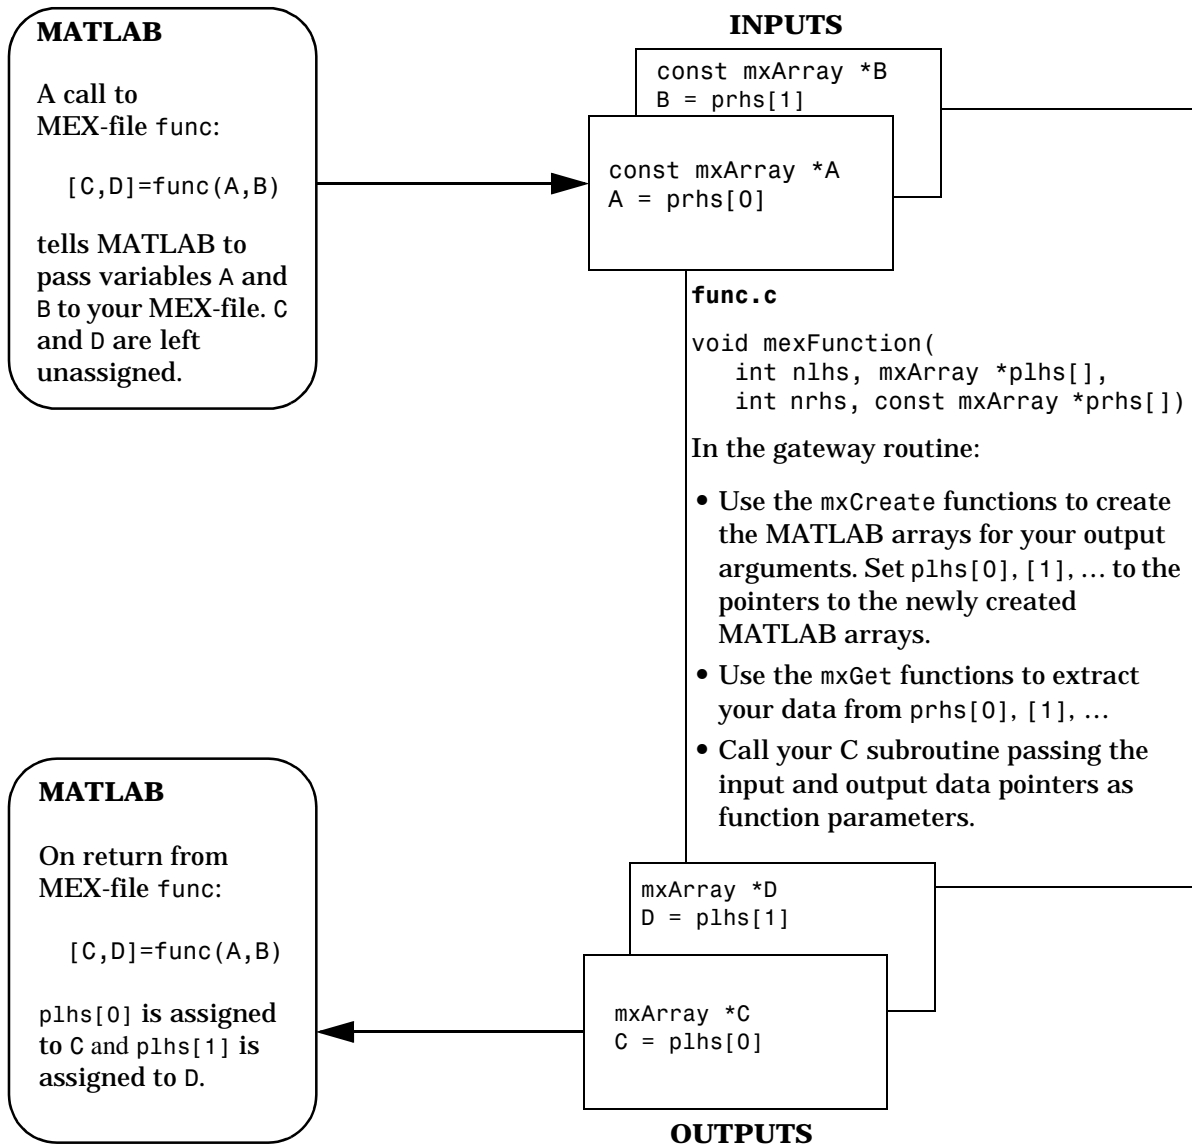 MATLAB
A call to
MEX-file func:
[C,D]=func(A,B)
tells MATLAB to
pass variables A and
B to your MEX-file. C
and D are left
unassigned.
INPUTS
const mxArray *B
B = prhs[1]
const mxArray *A
A = prhs[0]
func.c
void mexFunction(
int nlhs, mxArray *plhs[],
int nrhs, const mxArray *prhs[])
In the gateway routine:
• Use the mxCreate functions to create
the MATLAB arrays for your output
arguments. Set plhs[0], [1], … to the
pointers to the newly created
MATLAB arrays.
• Use the mxGet functions to extract
your data from prhs[0], [1], …
• Call your C subroutine passing the
input and output data pointers as
function parameters.
MATLAB
On return from
MEX-file func:
[C,D]=func(A,B)
plhs[0] is assigned
to C and plhs[1] is
assigned to D.
mxArray *D
D = plhs[1]
mxArray *C
C = plhs[0]
OUTPUTS